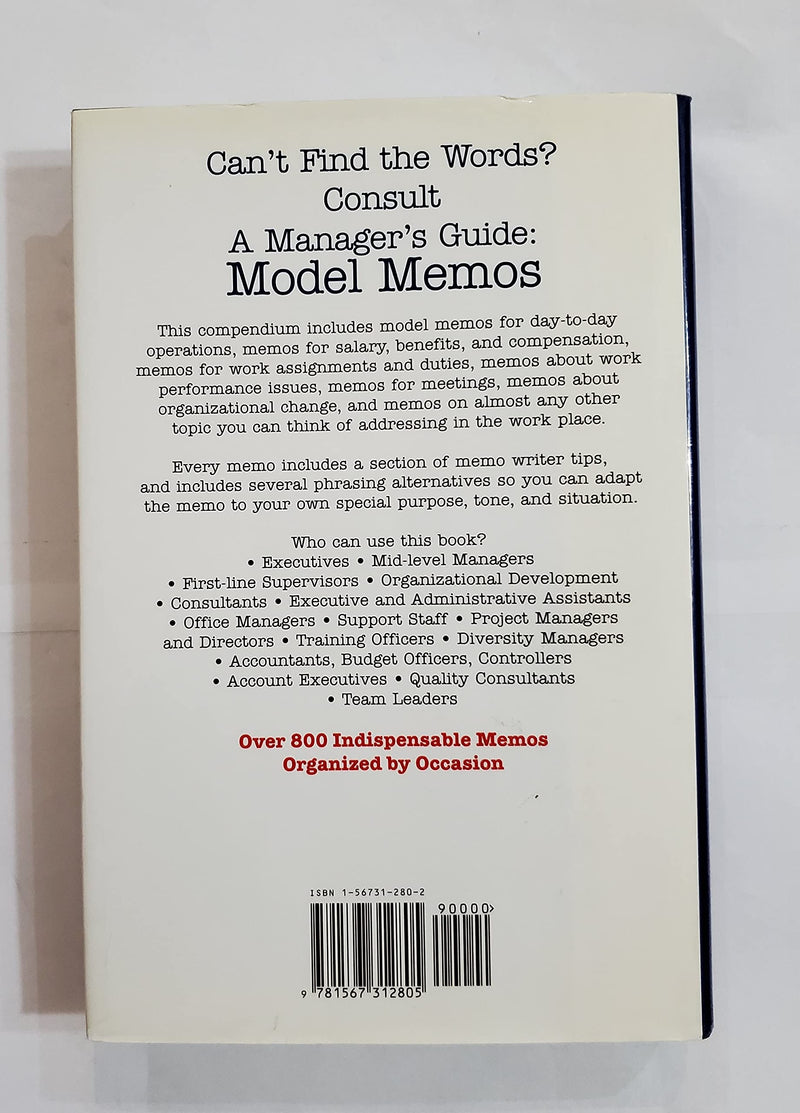 Can't Find the Words?
Consult
A Manager's Guide:
Model Memos
This compendium includes model memos for day-to-day
operations, memos for salary, benefits, and compensation,
memos for work assignments and duties, memos about work
performance issues, memos for meetings, memos about
organizational change, and memos on almost any other
topic you can think of addressing in the work place.
Every memo includes a section of memo writer tips,
and includes several phrasing alternatives so you can adapt
the memo to your own special purpose, tone, and situation.
Who can use this book?
• Executives • Mid-level Managers
• First-line Supervisors • Organizational Development
• Consultants • Executive and Administrative Assistants
• Office Managers • Support Staff • Project Managers
and Directors • Training Officers • Diversity Managers
• Accountants, Budget Officers, Controllers
• Account Executives • Quality Consultants
• Team Leaders
Over 800 Indispensable Memos
Organized by Occasion
ISBN 1-56731-280-2
90000>
9 781567 312805